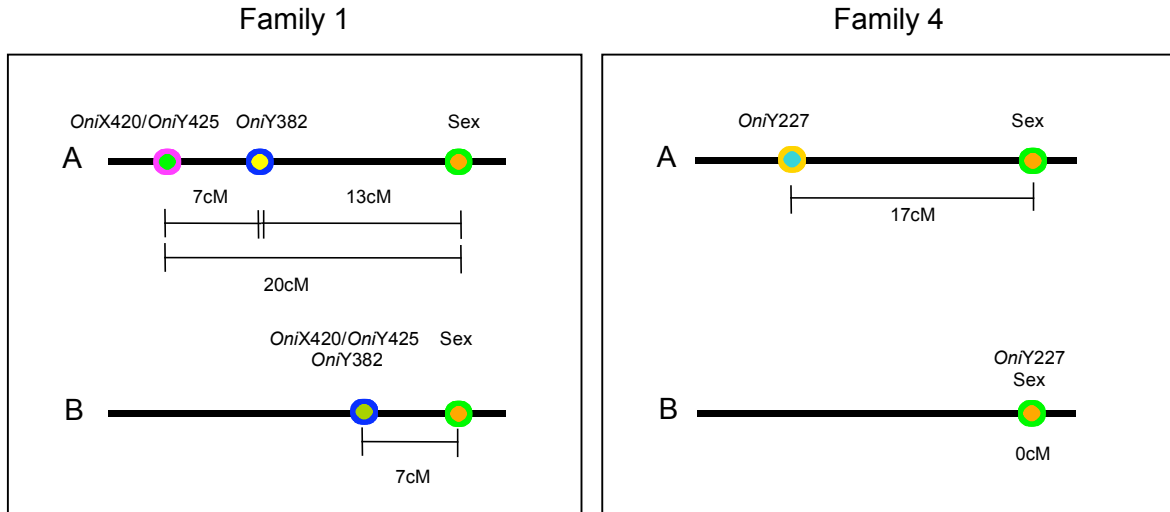 Family 1
OniX420/OniY425 OniY382 Sex
A
7cM 13cM
20cM
OniX420/OniY425 Sex
OniY382
B
7cM
Family 4
OniY227 Sex
A
17cM
OniY227
Sex
B
0cM